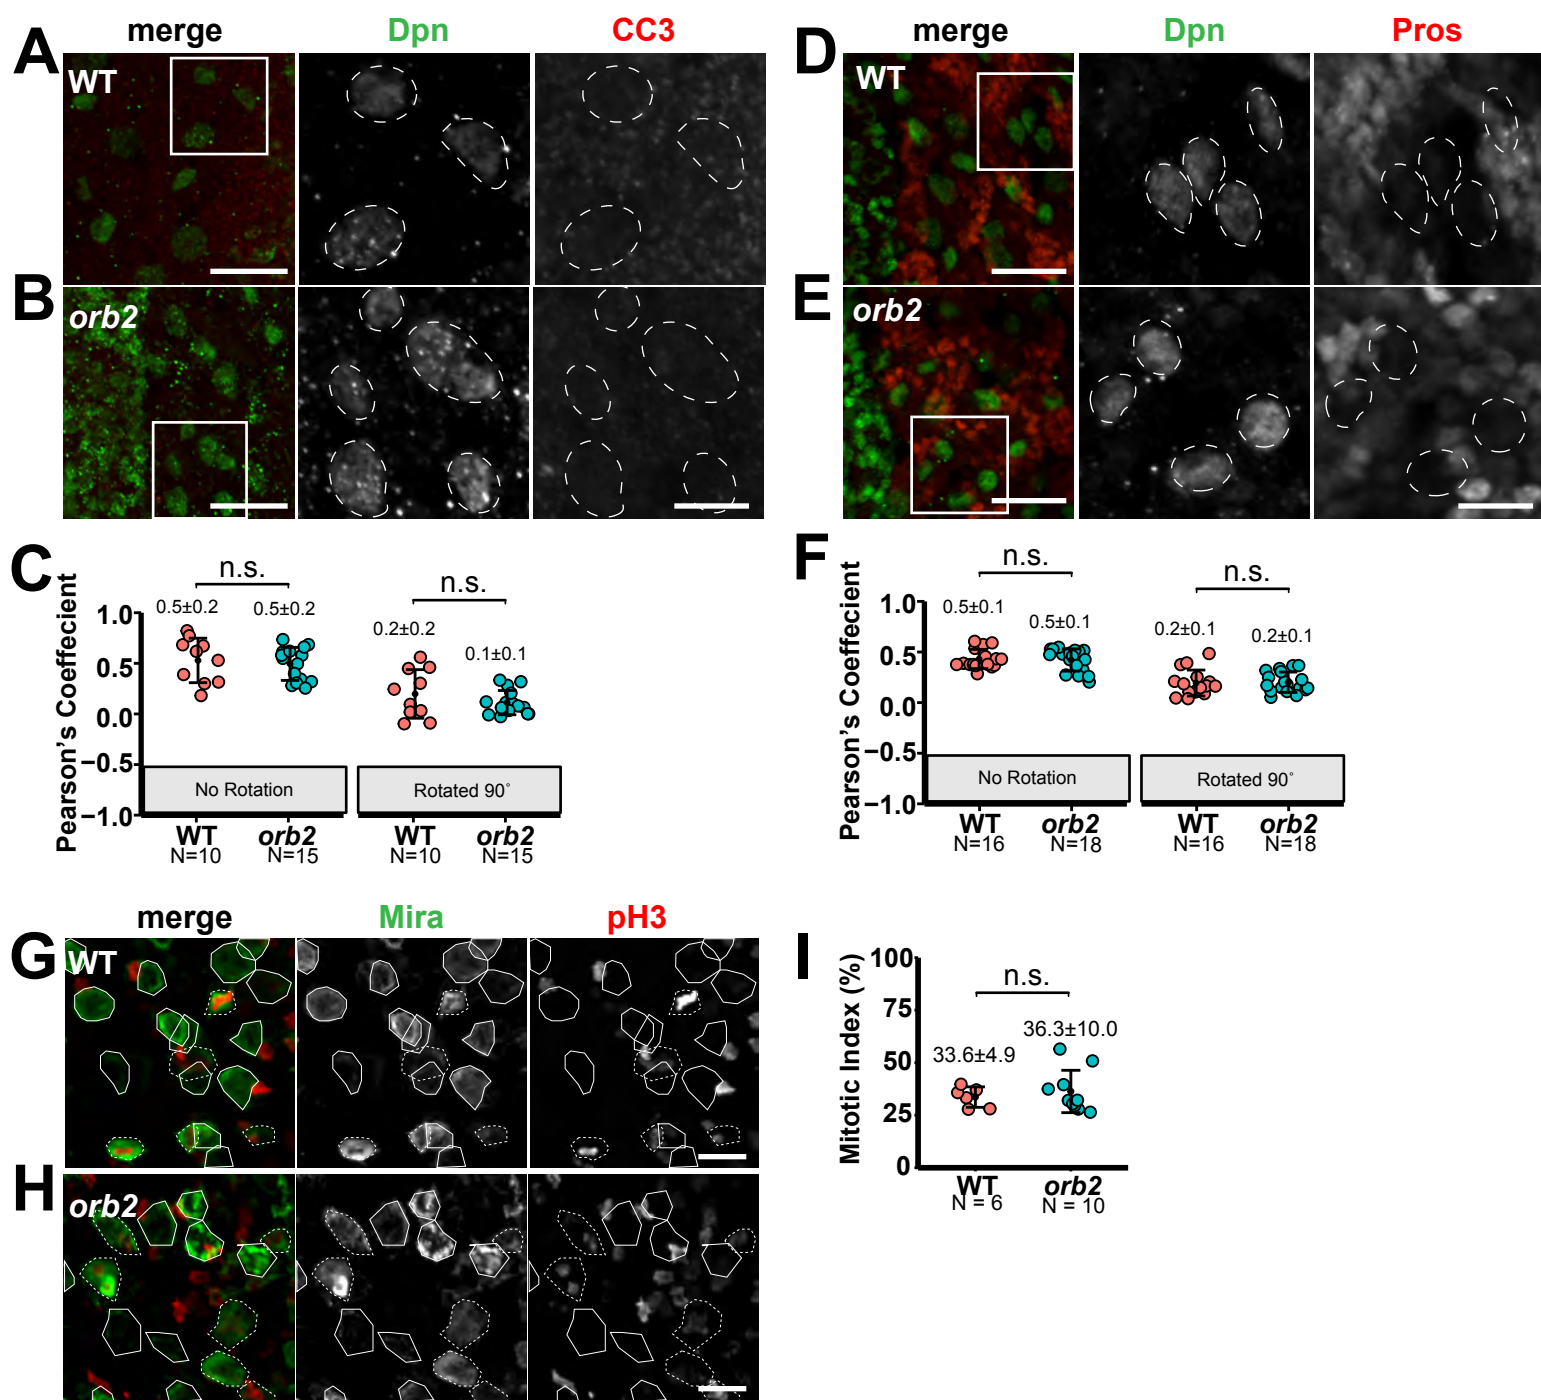 A
merge
Dpn
CC3
WT
B
orb2
D
merge
Dpn
Pros
WT
E
orb2
C
Pearson's Coeffecient
1.0
0.5
0.0
−0.5
−1.0
n.s.
n.s.
0.5±0.2
0.5±0.2
0.2±0.2
0.1±0.1
No Rotation
Rotated 90°
WT
orb2
WT
orb2
N=10
N=15
N=10
N=15
F
Pearson's Coeffecient
1.0
0.5
0.0
−0.5
−1.0
n.s.
n.s.
0.5±0.1
0.5±0.1
0.2±0.1
0.2±0.1
No Rotation
Rotated 90°
WT
orb2
WT
orb2
N=16
N=18
N=16
N=18
merge
Mira
pH3
G
WT
H
orb2
I
Mitotic Index (%)
100
75
50
25
0
n.s.
33.6±4.9
36.3±10.0
WT
orb2
N = 6
N = 10